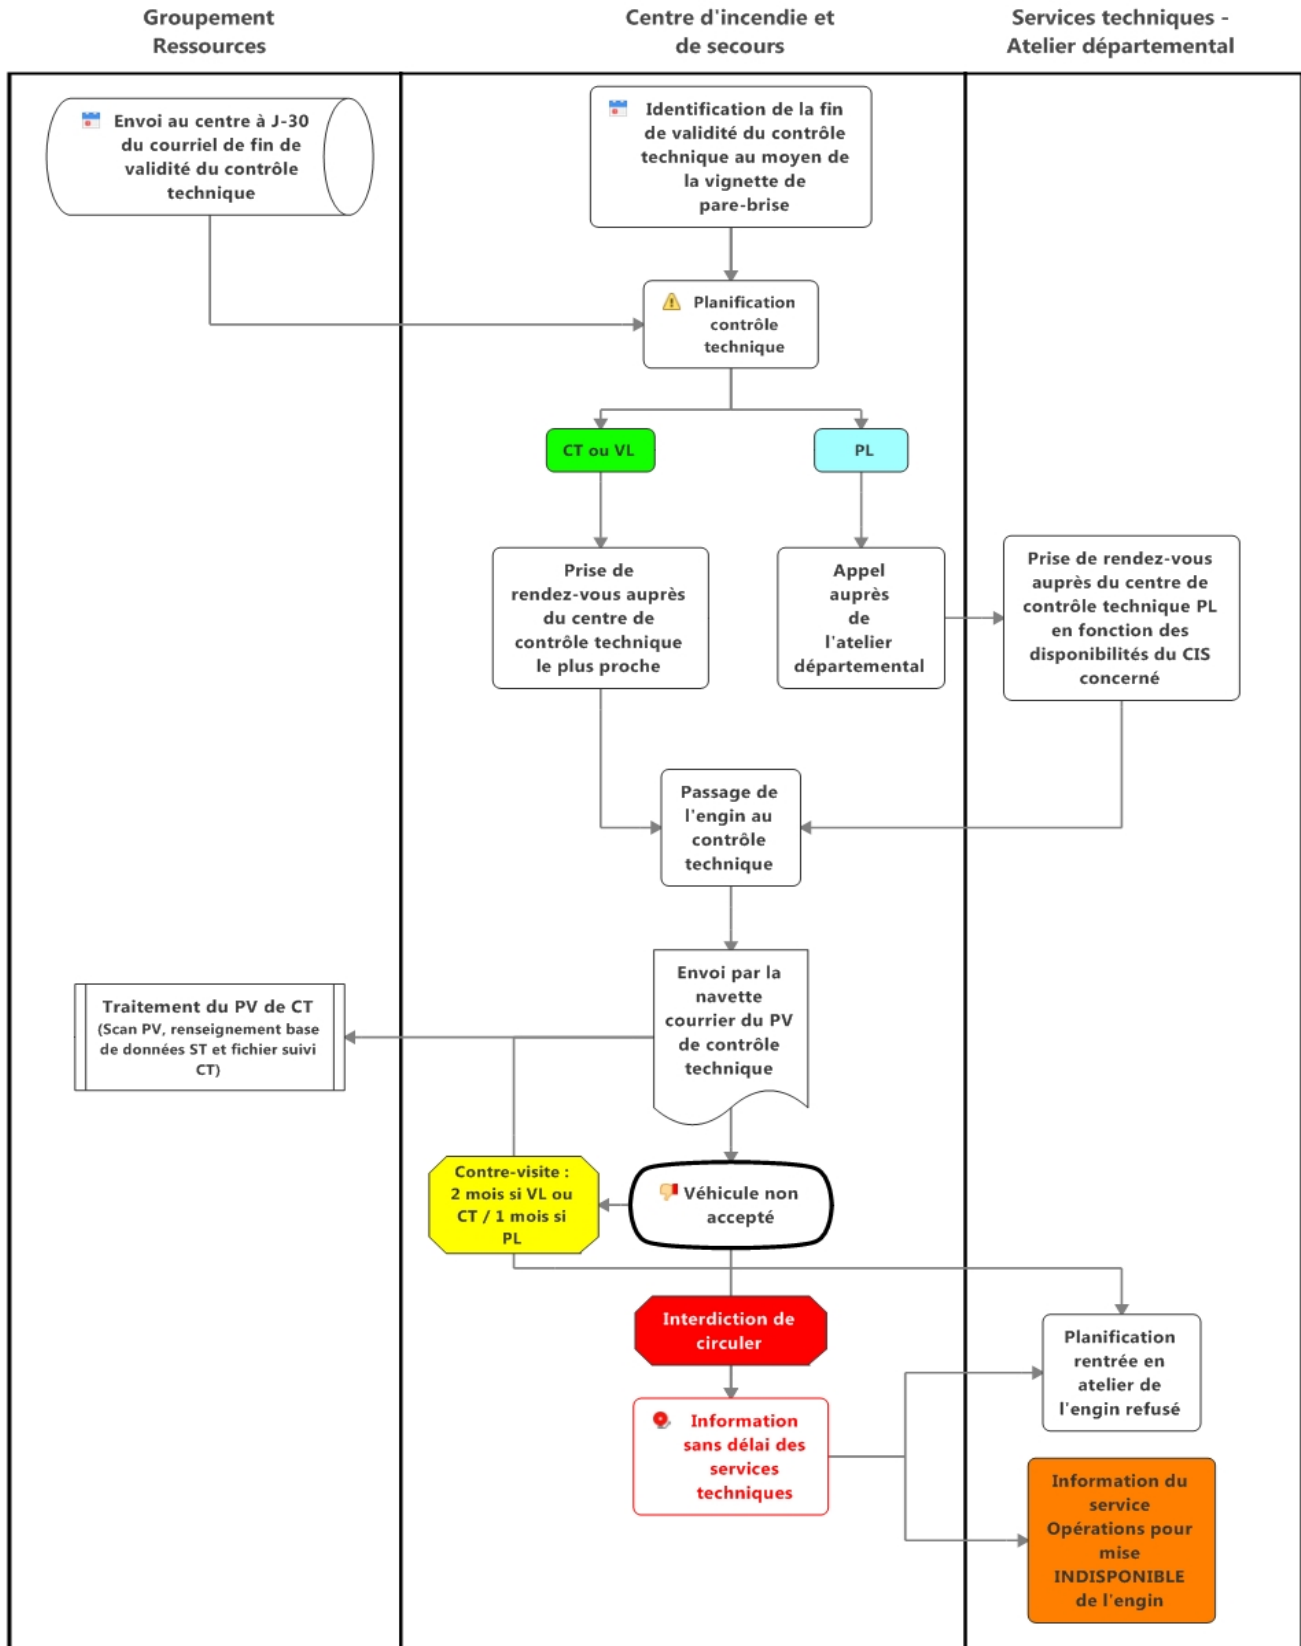 Groupement
Ressources
Centre d'incendie et
de secours
Services techniques -
Atelier départemental
Envoi au centre à J-30
du courriel de fin de
validité du contrôle
technique
Identification de la fin
de validité du contrôle
technique au moyen de
la vignette de
pare-brise
Planification
contrôle
technique
CT ou VL
PL
Prise de
rendez-vous auprès
du centre de
contrôle technique
le plus proche
Appel
auprès
de
l'atelier
départemental
Prise de rendez-vous
auprès du centre de
contrôle technique PL
en fonction des
disponibilités du CIS
concerné
Passage de
l'engin au
contrôle
technique
Envoi par la
navette
courrier du PV
de contrôle
technique
Traitement du PV de CT
(Scan PV, renseignement base
de données ST et fichier suivi
CT)
Contre-visite :
2 mois si VL ou
CT / 1 mois si
PL
Véhicule non
accepté
Interdiction de
circuler
Information
sans délai des
services
techniques
Planification
rentrée en
atelier de
l'engin refusé
Information du
service
Opérations pour
mise
INDISPONIBLE
de l'engin